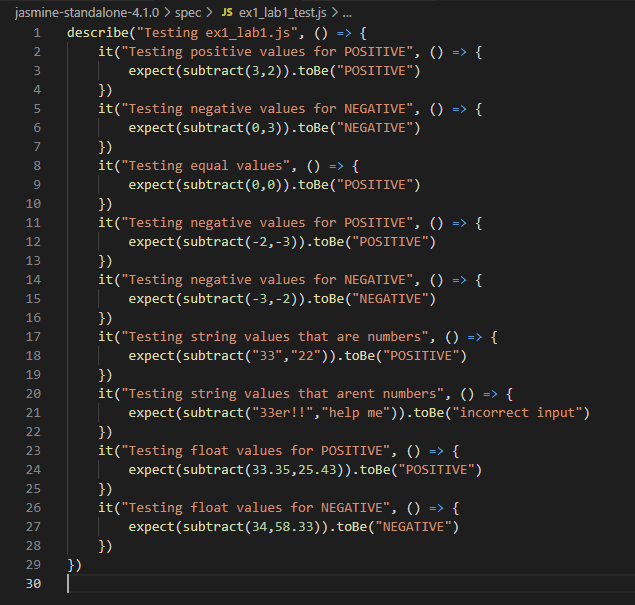 jasmine-standalone-4.1.0 > spec > JS ex1_lab1_test.js > ...
1 describe("Testing ex1_lab1.js", () => {
2     it("Testing positive values for POSITIVE", () => {
3         expect(subtract(3,2)).toBe("POSITIVE")
4     })
5     it("Testing negative values for NEGATIVE", () => {
6         expect(subtract(0,3)).toBe("NEGATIVE")
7     })
8     it("Testing equal values", () => {
9         expect(subtract(0,0)).toBe("POSITIVE")
10     })
11     it("Testing negative values for POSITIVE", () => {
12         expect(subtract(-2,-3)).toBe("POSITIVE")
13     })
14     it("Testing negative values for NEGATIVE", () => {
15         expect(subtract(-3,-2)).toBe("NEGATIVE")
16     })
17     it("Testing string values that are numbers", () => {
18         expect(subtract("33","22")).toBe("POSITIVE")
19     })
20     it("Testing string values that arent numbers", () => {
21         expect(subtract("33er!!","help me")).toBe("incorrect input")
22     })
23     it("Testing float values for POSITIVE", () => {
24         expect(subtract(33.35,25.43)).toBe("POSITIVE")
25     })
26     it("Testing float values for NEGATIVE", () => {
27         expect(subtract(34,58.33)).toBe("NEGATIVE")
28     })
29 })
30